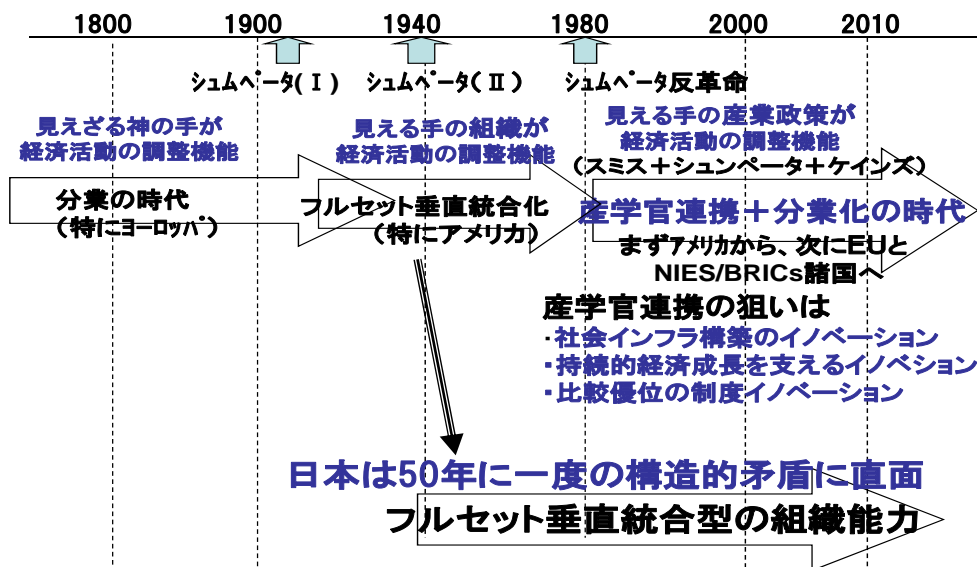 1800 1900 1940 1980 2000 2010
シュムペータ(Ⅰ) シュムペータ(Ⅱ) シュムペータ反革命
見えざる神の手が
経済活動の調整機能
分業の時代
(特にヨーロッパ)
見える手の組織が
経済活動の調整機能
フルセット垂直統合化
(特にアメリカ)
見える手の産業政策が
経済活動の調整機能
(スミス+シュンペータ+ケインズ)
産学官連携+分業化の時代
まずアメリカから、次にEUと
NIES/BRICs諸国へ
産学官連携の狙いは
・社会インフラ構築のイノベーション
・持続的経済成長を支えるイノベション
・比較優位の制度イノベーション
日本は50年に一度の構造的矛盾に直面
フルセット垂直統合型の組織能力